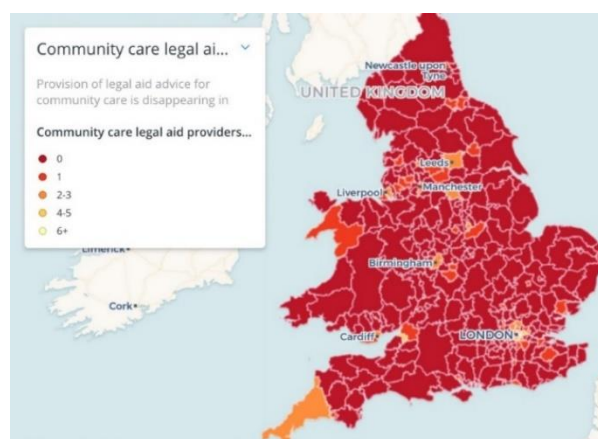 Community care legal ai...
Provision of legal aid advice for
community care is disappearing in
Community care legal aid providers...
0
1
2-3
4-5
6+
Newcastle upon
Tyne
UNITED KINGDOM
Leeds
Liverpool
Manchester
Limerick
Birmingham
Cork
Cardiff
LONDON